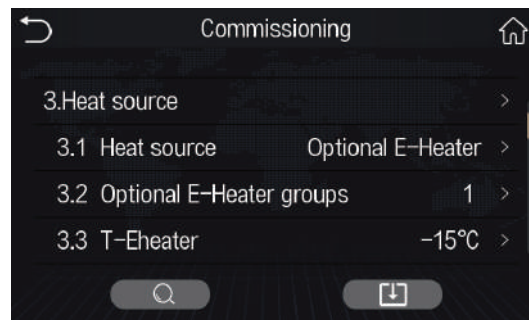 Commissioning
3.Heat source >
3.1 Heat source Optional E-Heater >
3.2 Optional E-Heater groups 1 >
3.3 T-Eheater -15°C >